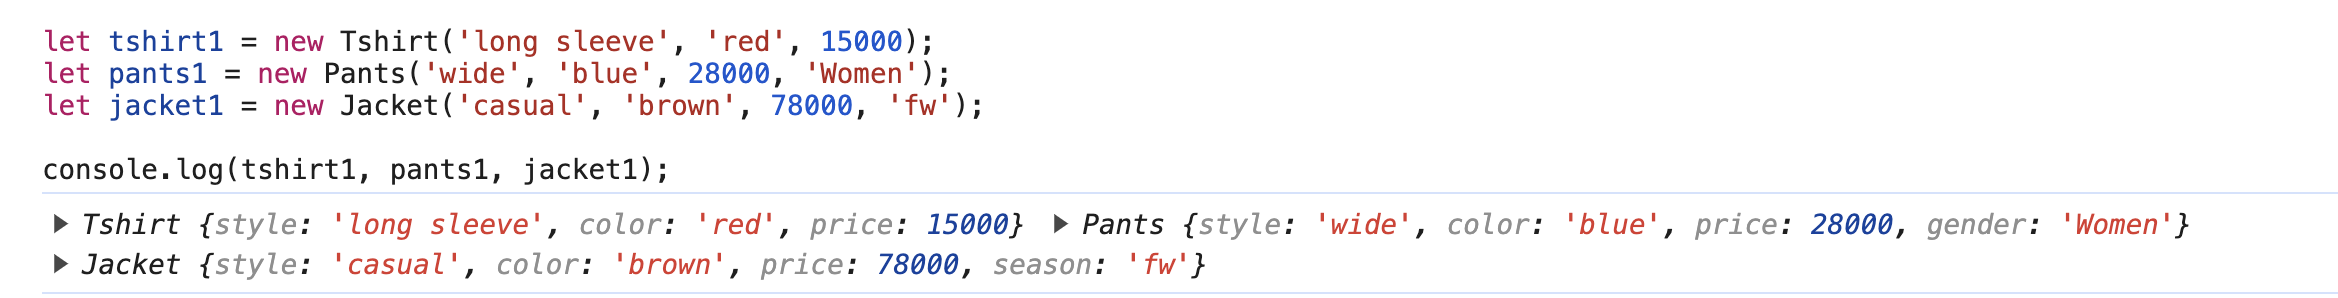 let tshirt1 = new Tshirt('long sleeve', 'red', 15000);
let pants1 = new Pants('wide', 'blue', 28000, 'Women');
let jacket1 = new Jacket('casual', 'brown', 78000, 'fw');
console.log(tshirt1, pants1, jacket1);
▶ Tshirt {style: 'long sleeve', color: 'red', price: 15000} ▶ Pants {style: 'wide', color: 'blue', price: 28000, gender: 'Women'}
▶ Jacket {style: 'casual', color: 'brown', price: 78000, season: 'fw'}